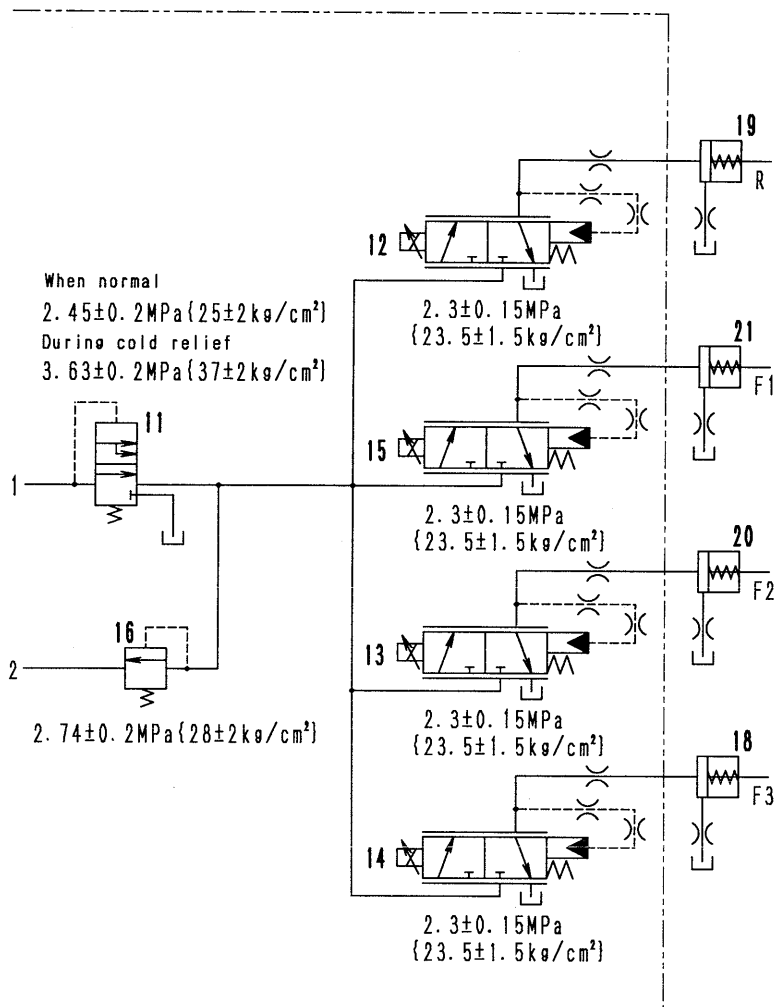 19
R
12
When normal
2.45±0.2MPa{25±2kg/cm²}
During cold relief
3.63±0.2MPa{37±2kg/cm²}
2.3±0.15MPa
{23.5±1.5kg/cm²}
21
F1
11
15
1
2.3±0.15MPa
{23.5±1.5kg/cm²}
20
F2
16
13
2
2.74±0.2MPa{28±2kg/cm²}
2.3±0.15MPa
{23.5±1.5kg/cm²}
18
F3
14
2.3±0.15MPa
{23.5±1.5kg/cm²}